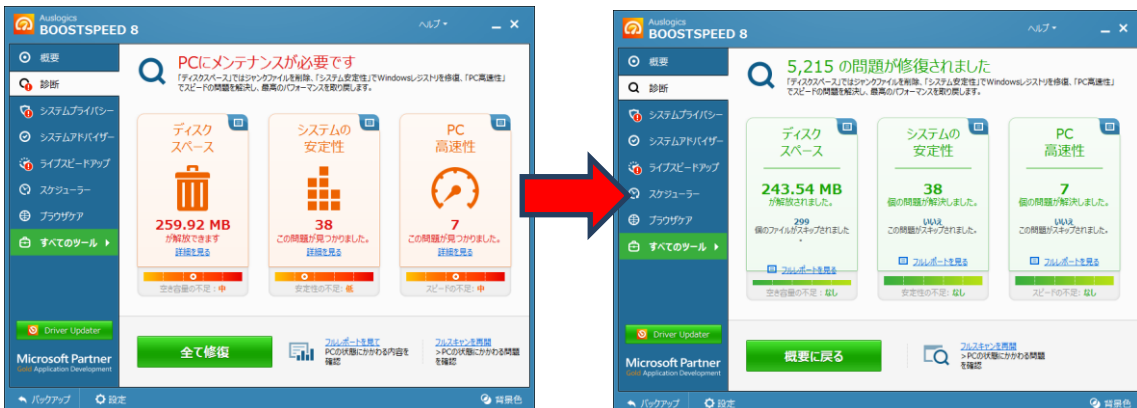 Auslogics
BOOSTSPEED 8
ヘルプ
概要
診断
システムプライバシー
システムアドバイザー
ライブスピードアップ
スケジューラー
ブラウザケア
すべてのツール
Driver Updater
Microsoft Partner
Gold Application Development
バックアップ
設定
PCにメンテナンスが必要です
「ディスクスペース」ではジャンクファイルを削除、「システム安定性」でWindowsレジストリを修復、「PC高速性」
でスピードの問題を解決し、最高のパフォーマンスを取り戻します。
ディスク
スペース
259.92 MB
が解放できます
詳細を見る
空き容量の不足：中
システムの
安定性
38
この問題が見つかりました。
詳細を見る
安定性の不足: 低
PC
高速性
7
この問題が見つかりました。
詳細を見る
スピードの不足: 中
全て修復
フルレポートを見て
PCの状態にかかわる内容を
確認
フルスキャンを再開
>PCの状態にかかわる問題
を確認
背景色
Auslogics
BOOSTSPEED 8
ヘルプ
概要
診断
システムプライバシー
システムアドバイザー
ライブスピードアップ
スケジューラー
ブラウザケア
すべてのツール
Driver Updater
Microsoft Partner
Gold Application Development
バックアップ
設定
5,215 の問題が修復されました
「ディスクスペース」ではジャンクファイルを削除、「システム安定性」でWindowsレジストリを修復、「PC高速性」
でスピードの問題を解決し、最高のパフォーマンスを取り戻します。
ディスク
スペース
243.54 MB
が解放されました。
299
個のファイルがスキップされました
。
フルレポートを見る
空き容量の不足：なし
システムの
安定性
38
個の問題が解決しました。
いいえ
この問題がスキップされました。
フルレポートを見る
安定性の不足: なし
PC
高速性
7
個の問題が解決しました。
いいえ
この問題がスキップされました。
フルレポートを見る
スピードの不足: なし
概要に戻る
フルスキャンを再開
>PCの状態にかかわる問題
を確認
背景色